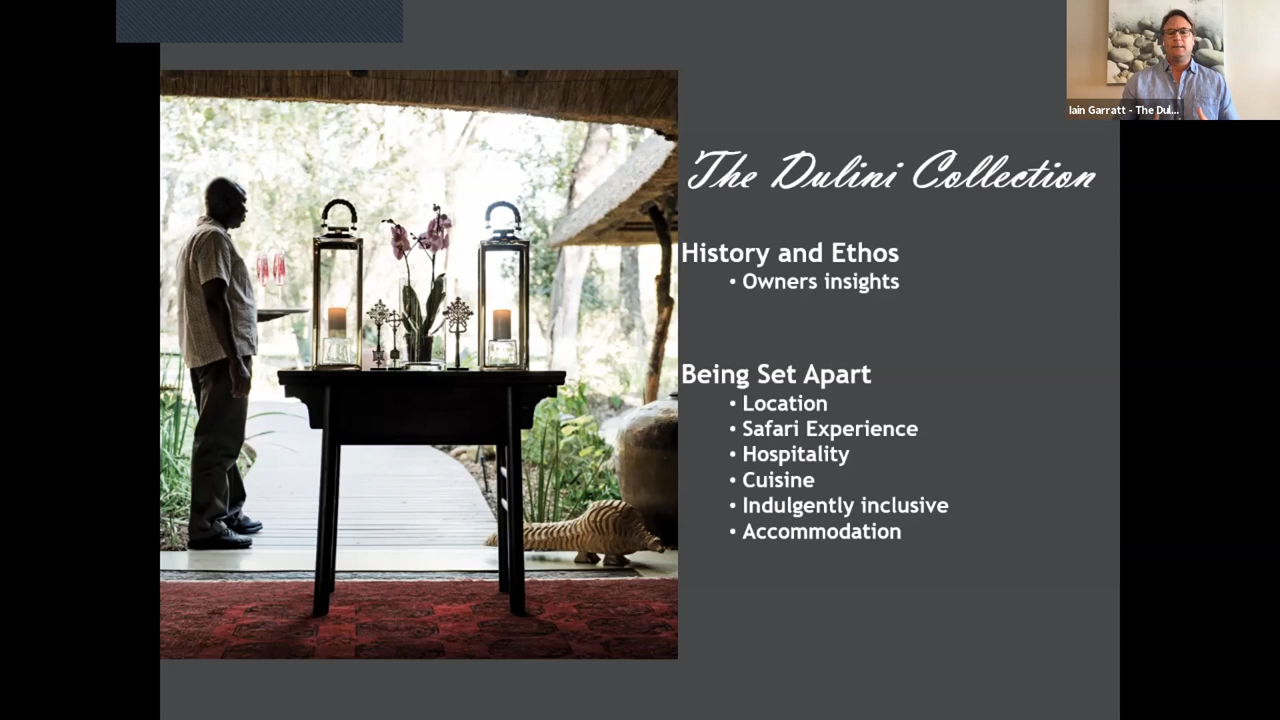 Iain Garratt - The Dul...
The Dulini Collection
History and Ethos
• Owners insights
Being Set Apart
• Location
• Safari Experience
• Hospitality
• Cuisine
• Indulgently inclusive
• Accommodation